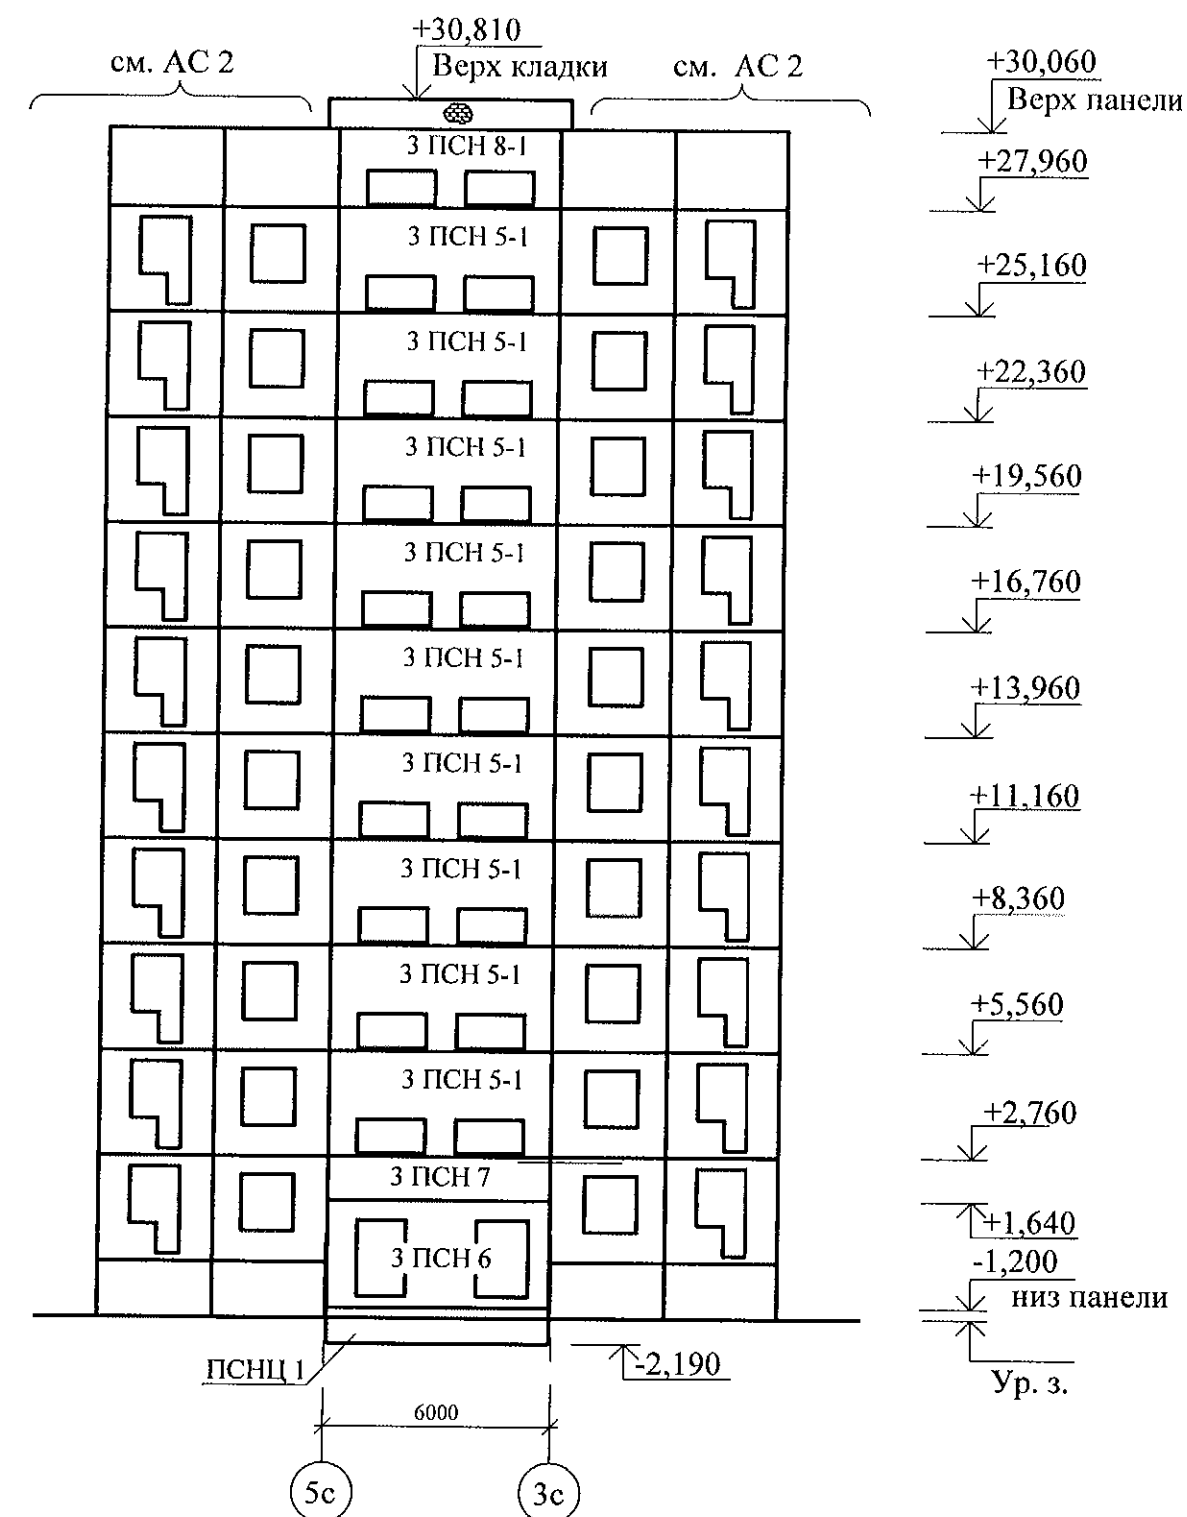 +30,810
Верх кладки
см. АС 2
см. АС 2
+30,060
Верх панели
3 ПСН 8-1
+27,960
3 ПСН 5-1
+25,160
3 ПСН 5-1
+22,360
3 ПСН 5-1
+19,560
3 ПСН 5-1
+16,760
3 ПСН 5-1
+13,960
3 ПСН 5-1
+11,160
3 ПСН 5-1
+8,360
3 ПСН 5-1
+5,560
3 ПСН 5-1
+2,760
3 ПСН 7
+1,640
3 ПСН 6
-1,200
низ панели
ПСНЦ 1
-2,190
Ур. з.
6000
5с
3с